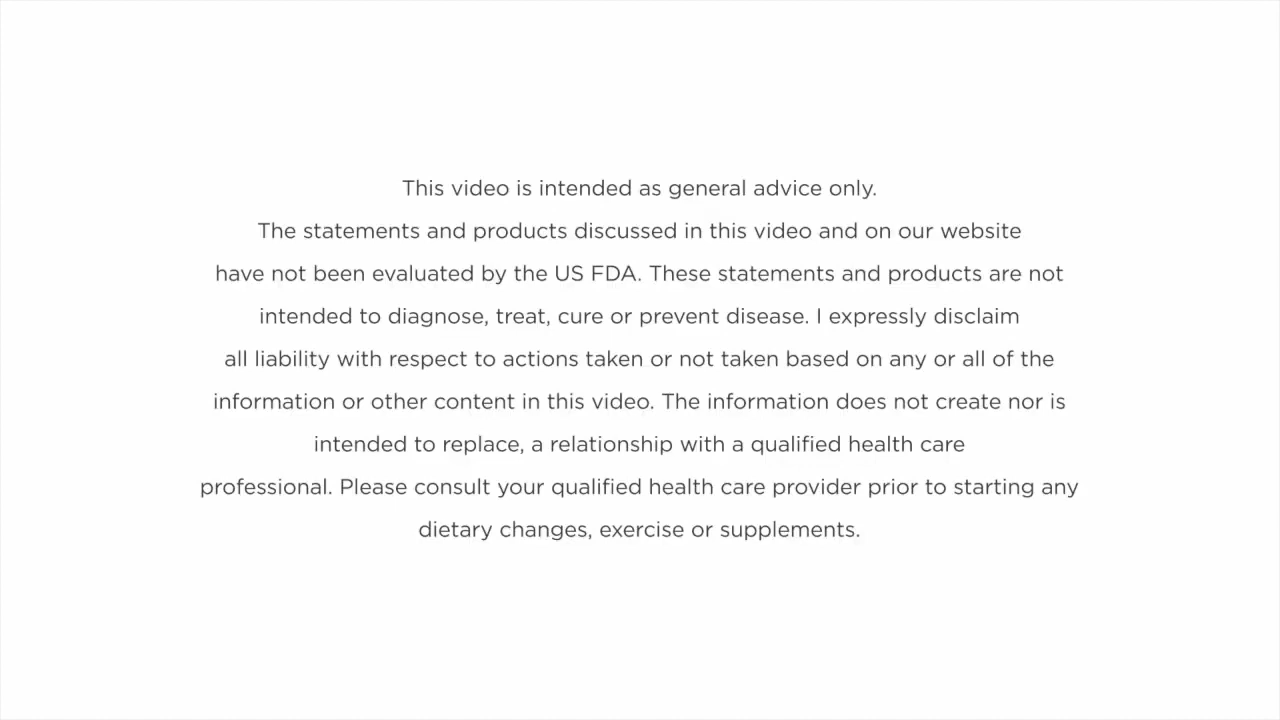 This video is intended as general advice only.
The statements and products discussed in this video and on our website
have not been evaluated by the US FDA. These statements and products are not
intended to diagnose, treat, cure or prevent disease. I expressly disclaim
all liability with respect to actions taken or not taken based on any or all of the
information or other content in this video. The information does not create nor is
intended to replace, a relationship with a qualified health care
professional. Please consult your qualified health care provider prior to starting any
dietary changes, exercise or supplements.